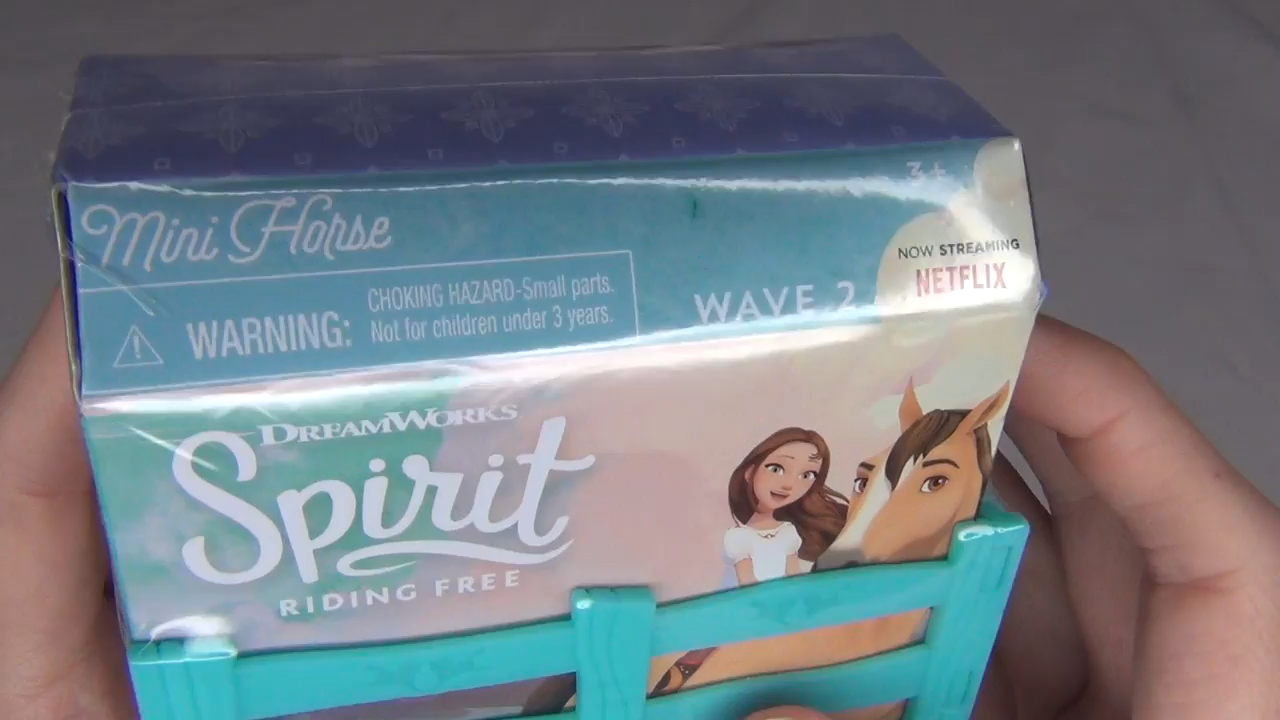 3+
Mini Horse
NOW STREAMING
NETFLIX
WARNING:
CHOKING HAZARD-Small parts.
Not for children under 3 years.
WAVE 2
DREAMWORKS
Spirit
RIDING FREE